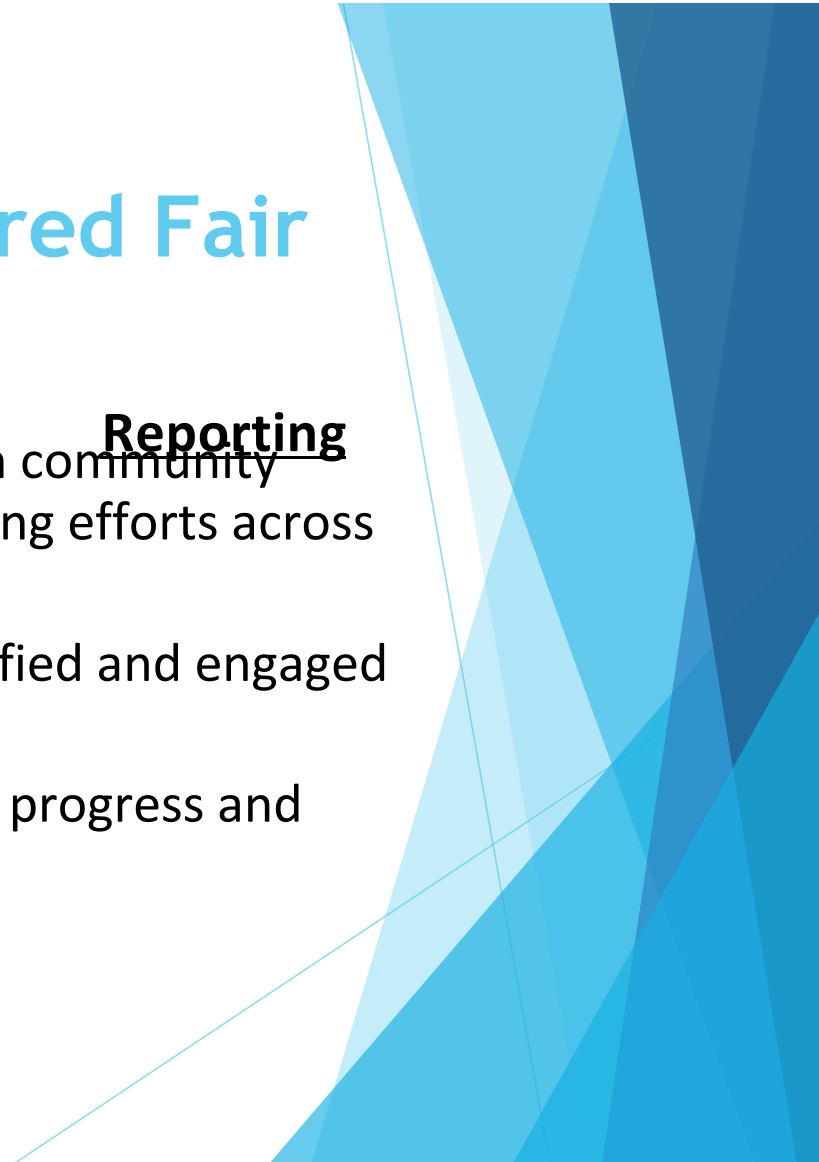 red Fair
Reporting
community
ng efforts across
fied and engaged
progress and